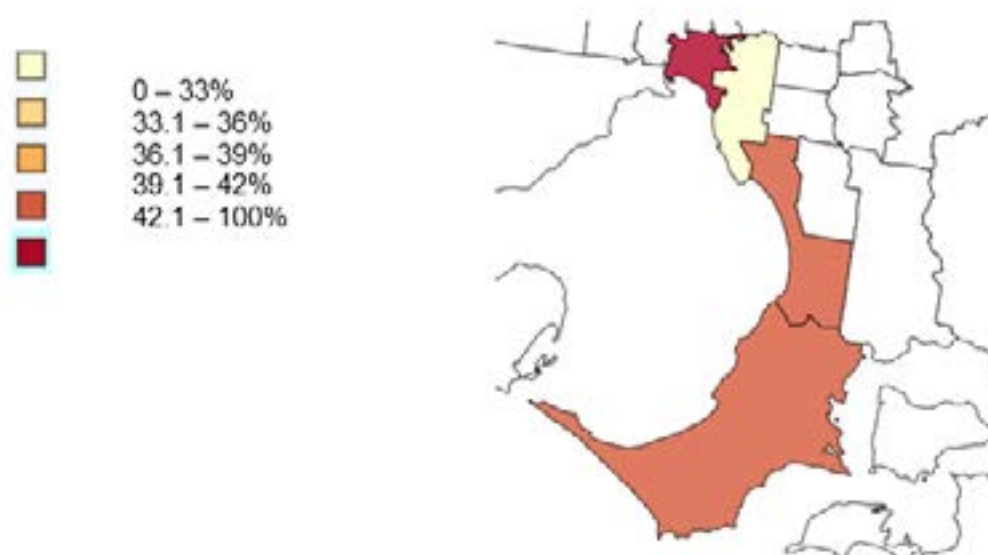 0 – 33%
33.1 – 36%
36.1 – 39%
39.1 – 42%
42.1 – 100%